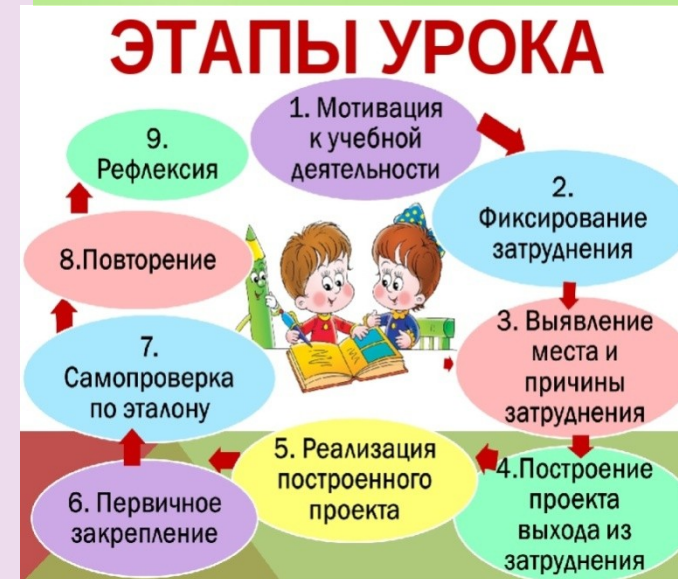 ЭТАПЫ УРОКА
1. Мотивация
к учебной
деятельности
2.
Фиксирование
затруднения
3. Выявление
места и
причины
затруднения
4.Построение
проекта
выхода из
затруднения
5. Реализация
построенного
проекта
6. Первичное
закрепление
7.
Самопроверка
по эталону
8.Повторение
9.
Рефлексия